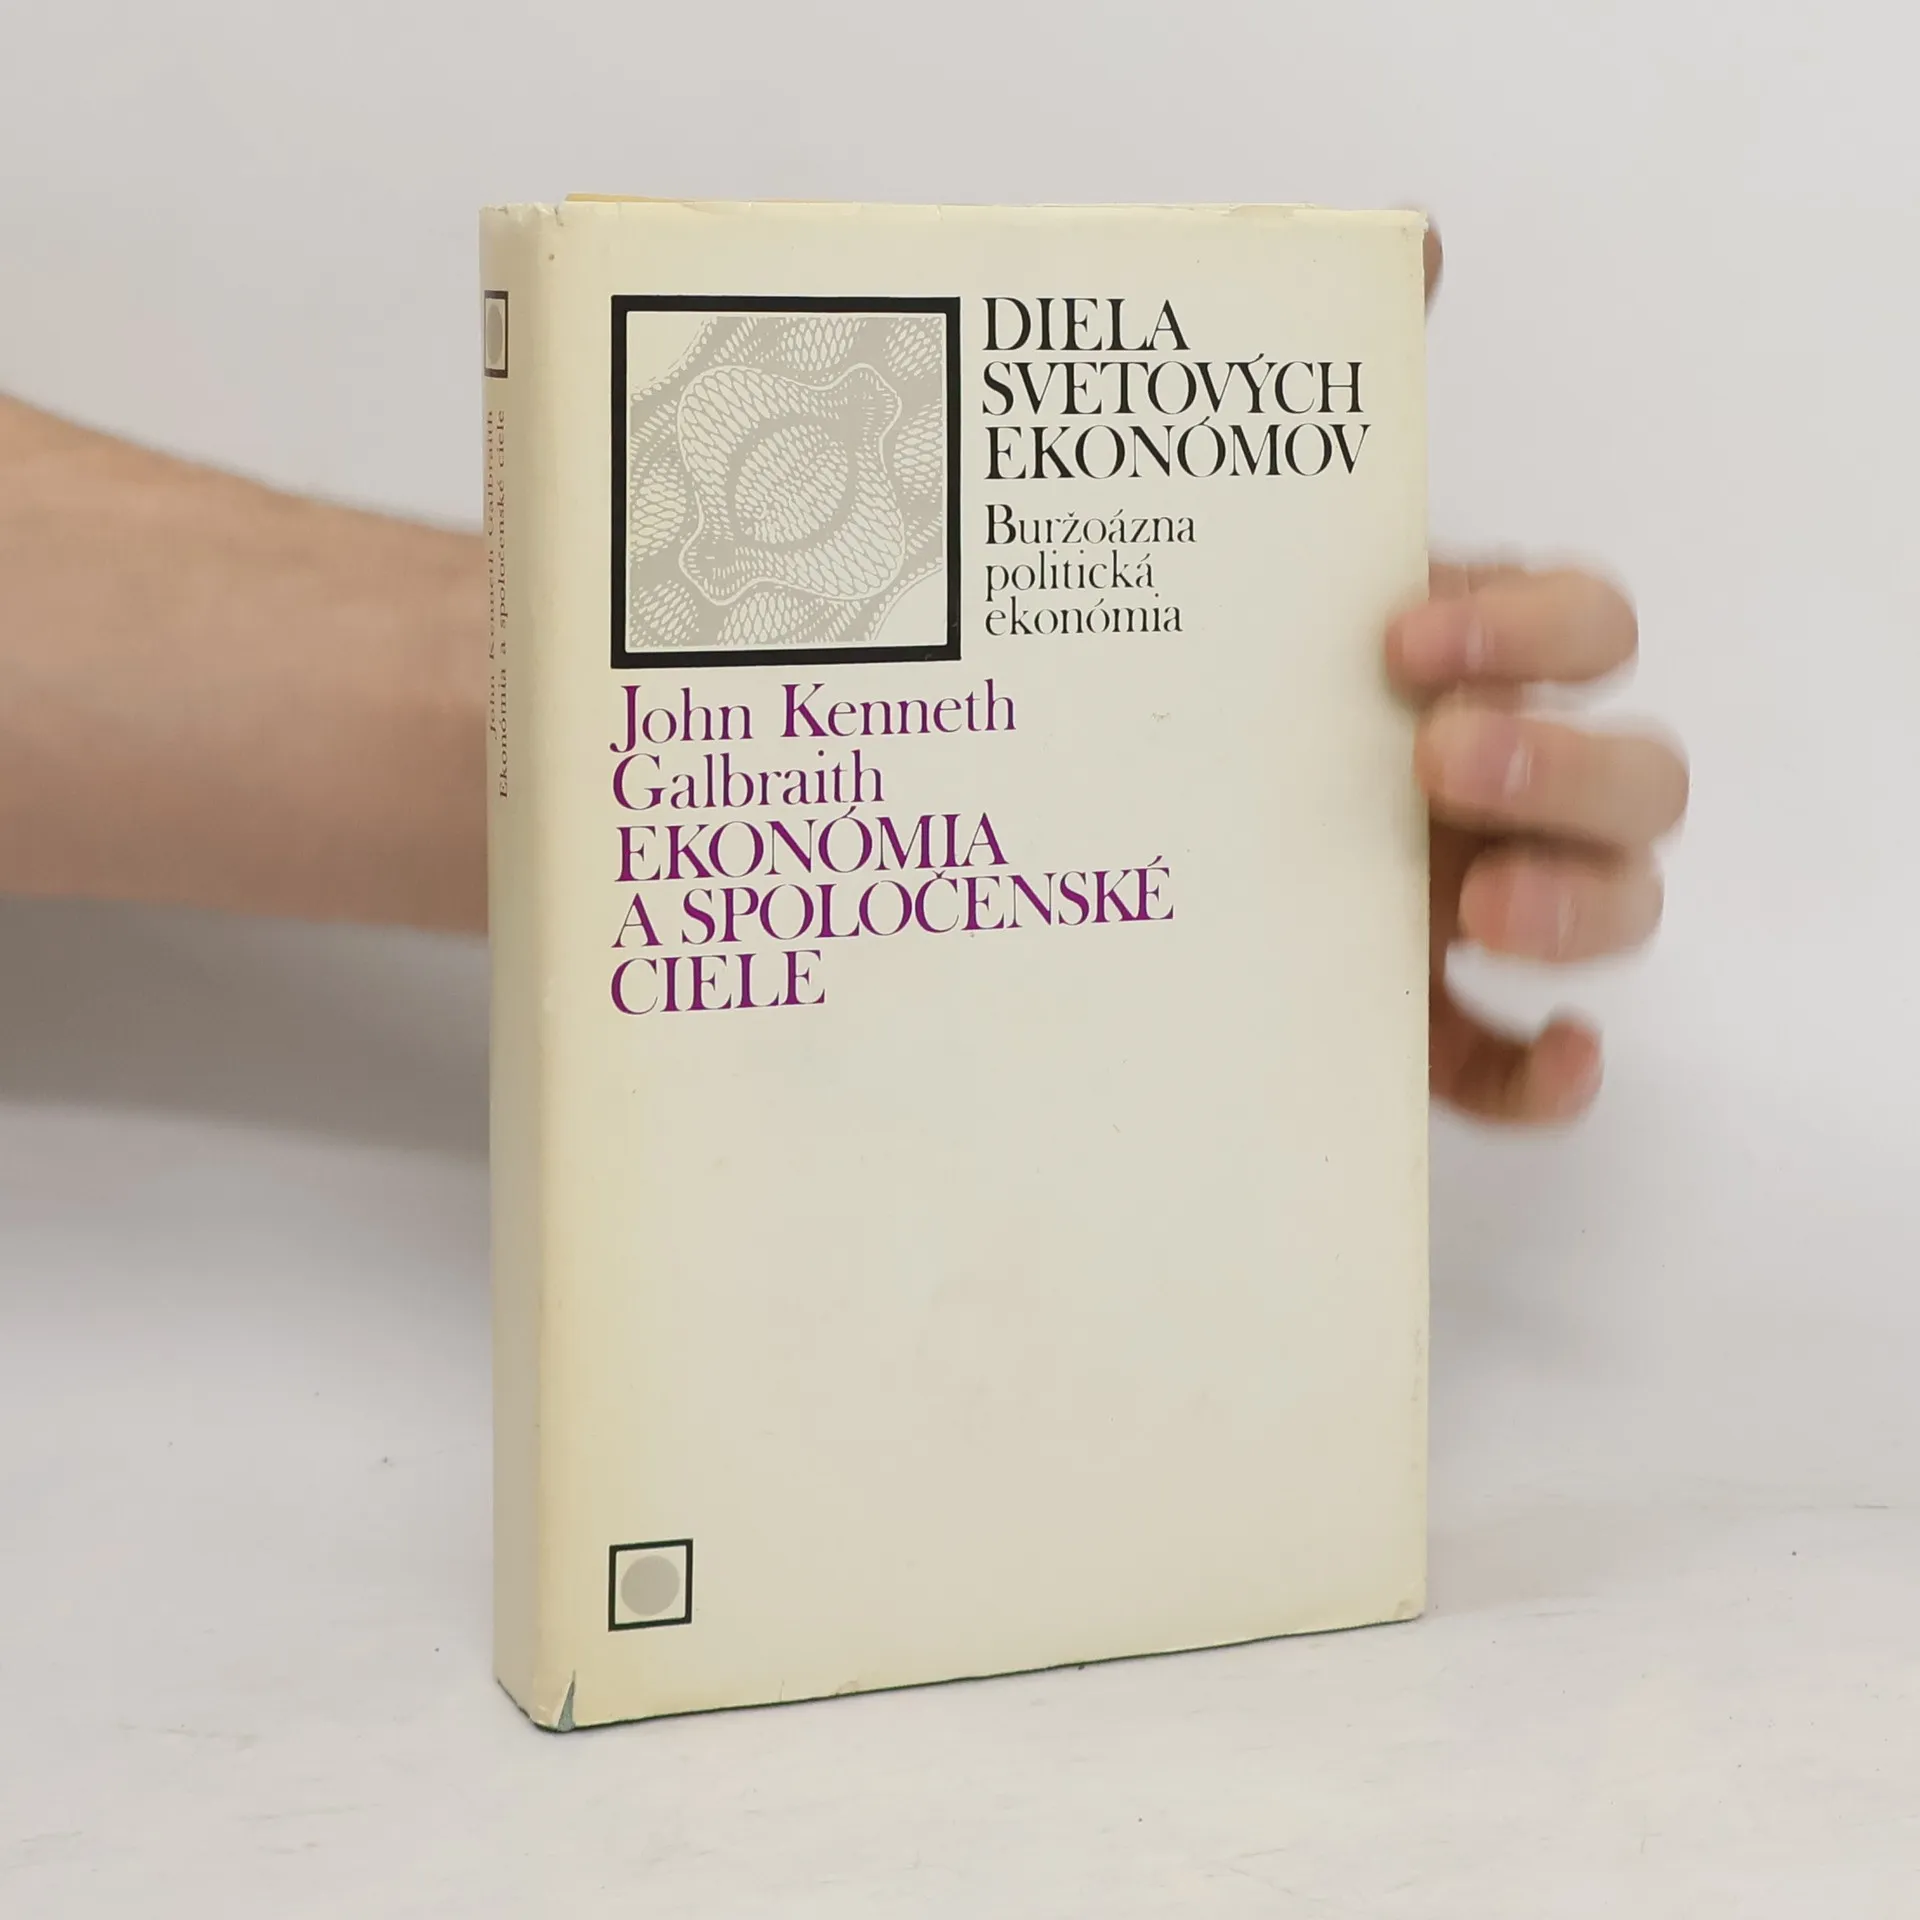 DIELA
SVETOVÝCH
EKONÓMOV
Buržoázna
politická
ekonómia
John Kenneth
Galbraith
EKONÓMIA
A SPOLOČENSKÉ
CIELE
John Kenneth Galbraith
Ekonómia a spoločenské ciele